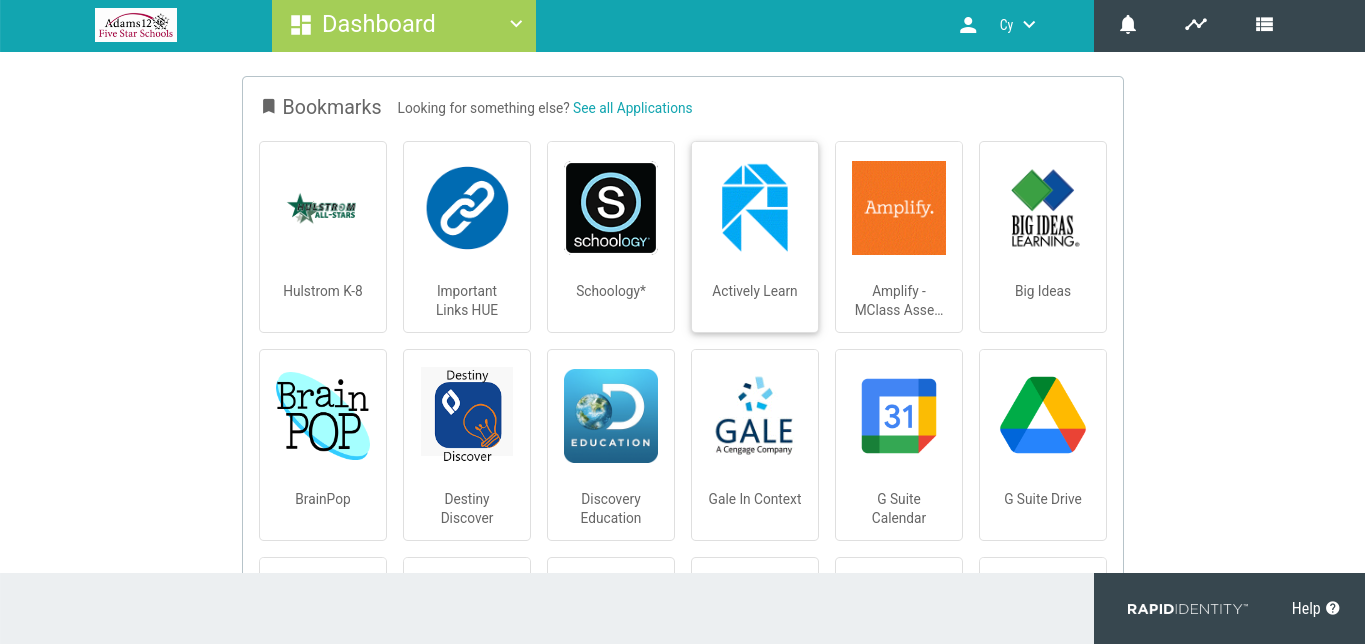 Adams12
Five Star Schools
Dashboard
Cy
Bookmarks
Looking for something else? See all Applications
HULSTROM
ALL-STARS
Hulstrom K-8
Important
Links HUE
S
schoology
Schoology*
Actively Learn
Amplify.
Amplify -
MClass Asse...
BIG IDEAS
LEARNING®
Big Ideas
Brain
POP
BrainPop
Destiny
Discover
Destiny
Discover
D
EDUCATION
Discovery
Education
GALE
A Cengage Company
Gale In Context
31
G Suite
Calendar
G Suite Drive
RAPIDIDENTITY™
Help ?